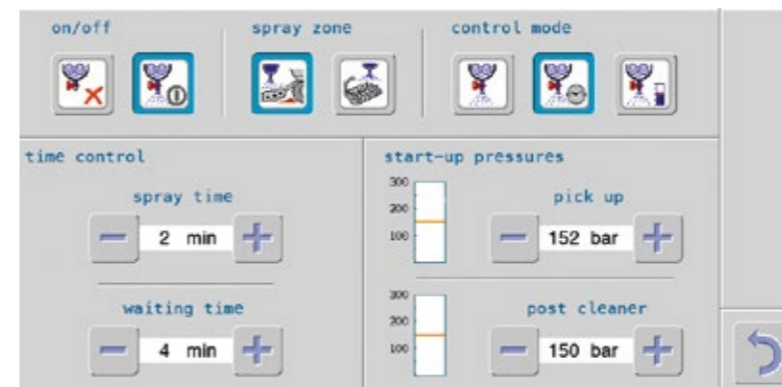 on/off
spray zone
control mode
time control
spray time
2 min
waiting time
4 min
start-up pressures
300
200
100
pick up
152 bar
300
200
100
post cleaner
150 bar